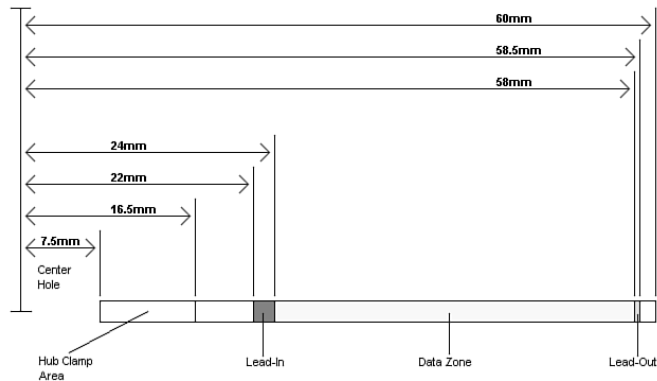 60mm
58.5mm
58mm
24mm
22mm
16.5mm
7.5mm
Center
Hole
Hub Clamp
Area
Lead-In
Data Zone
Lead-Out